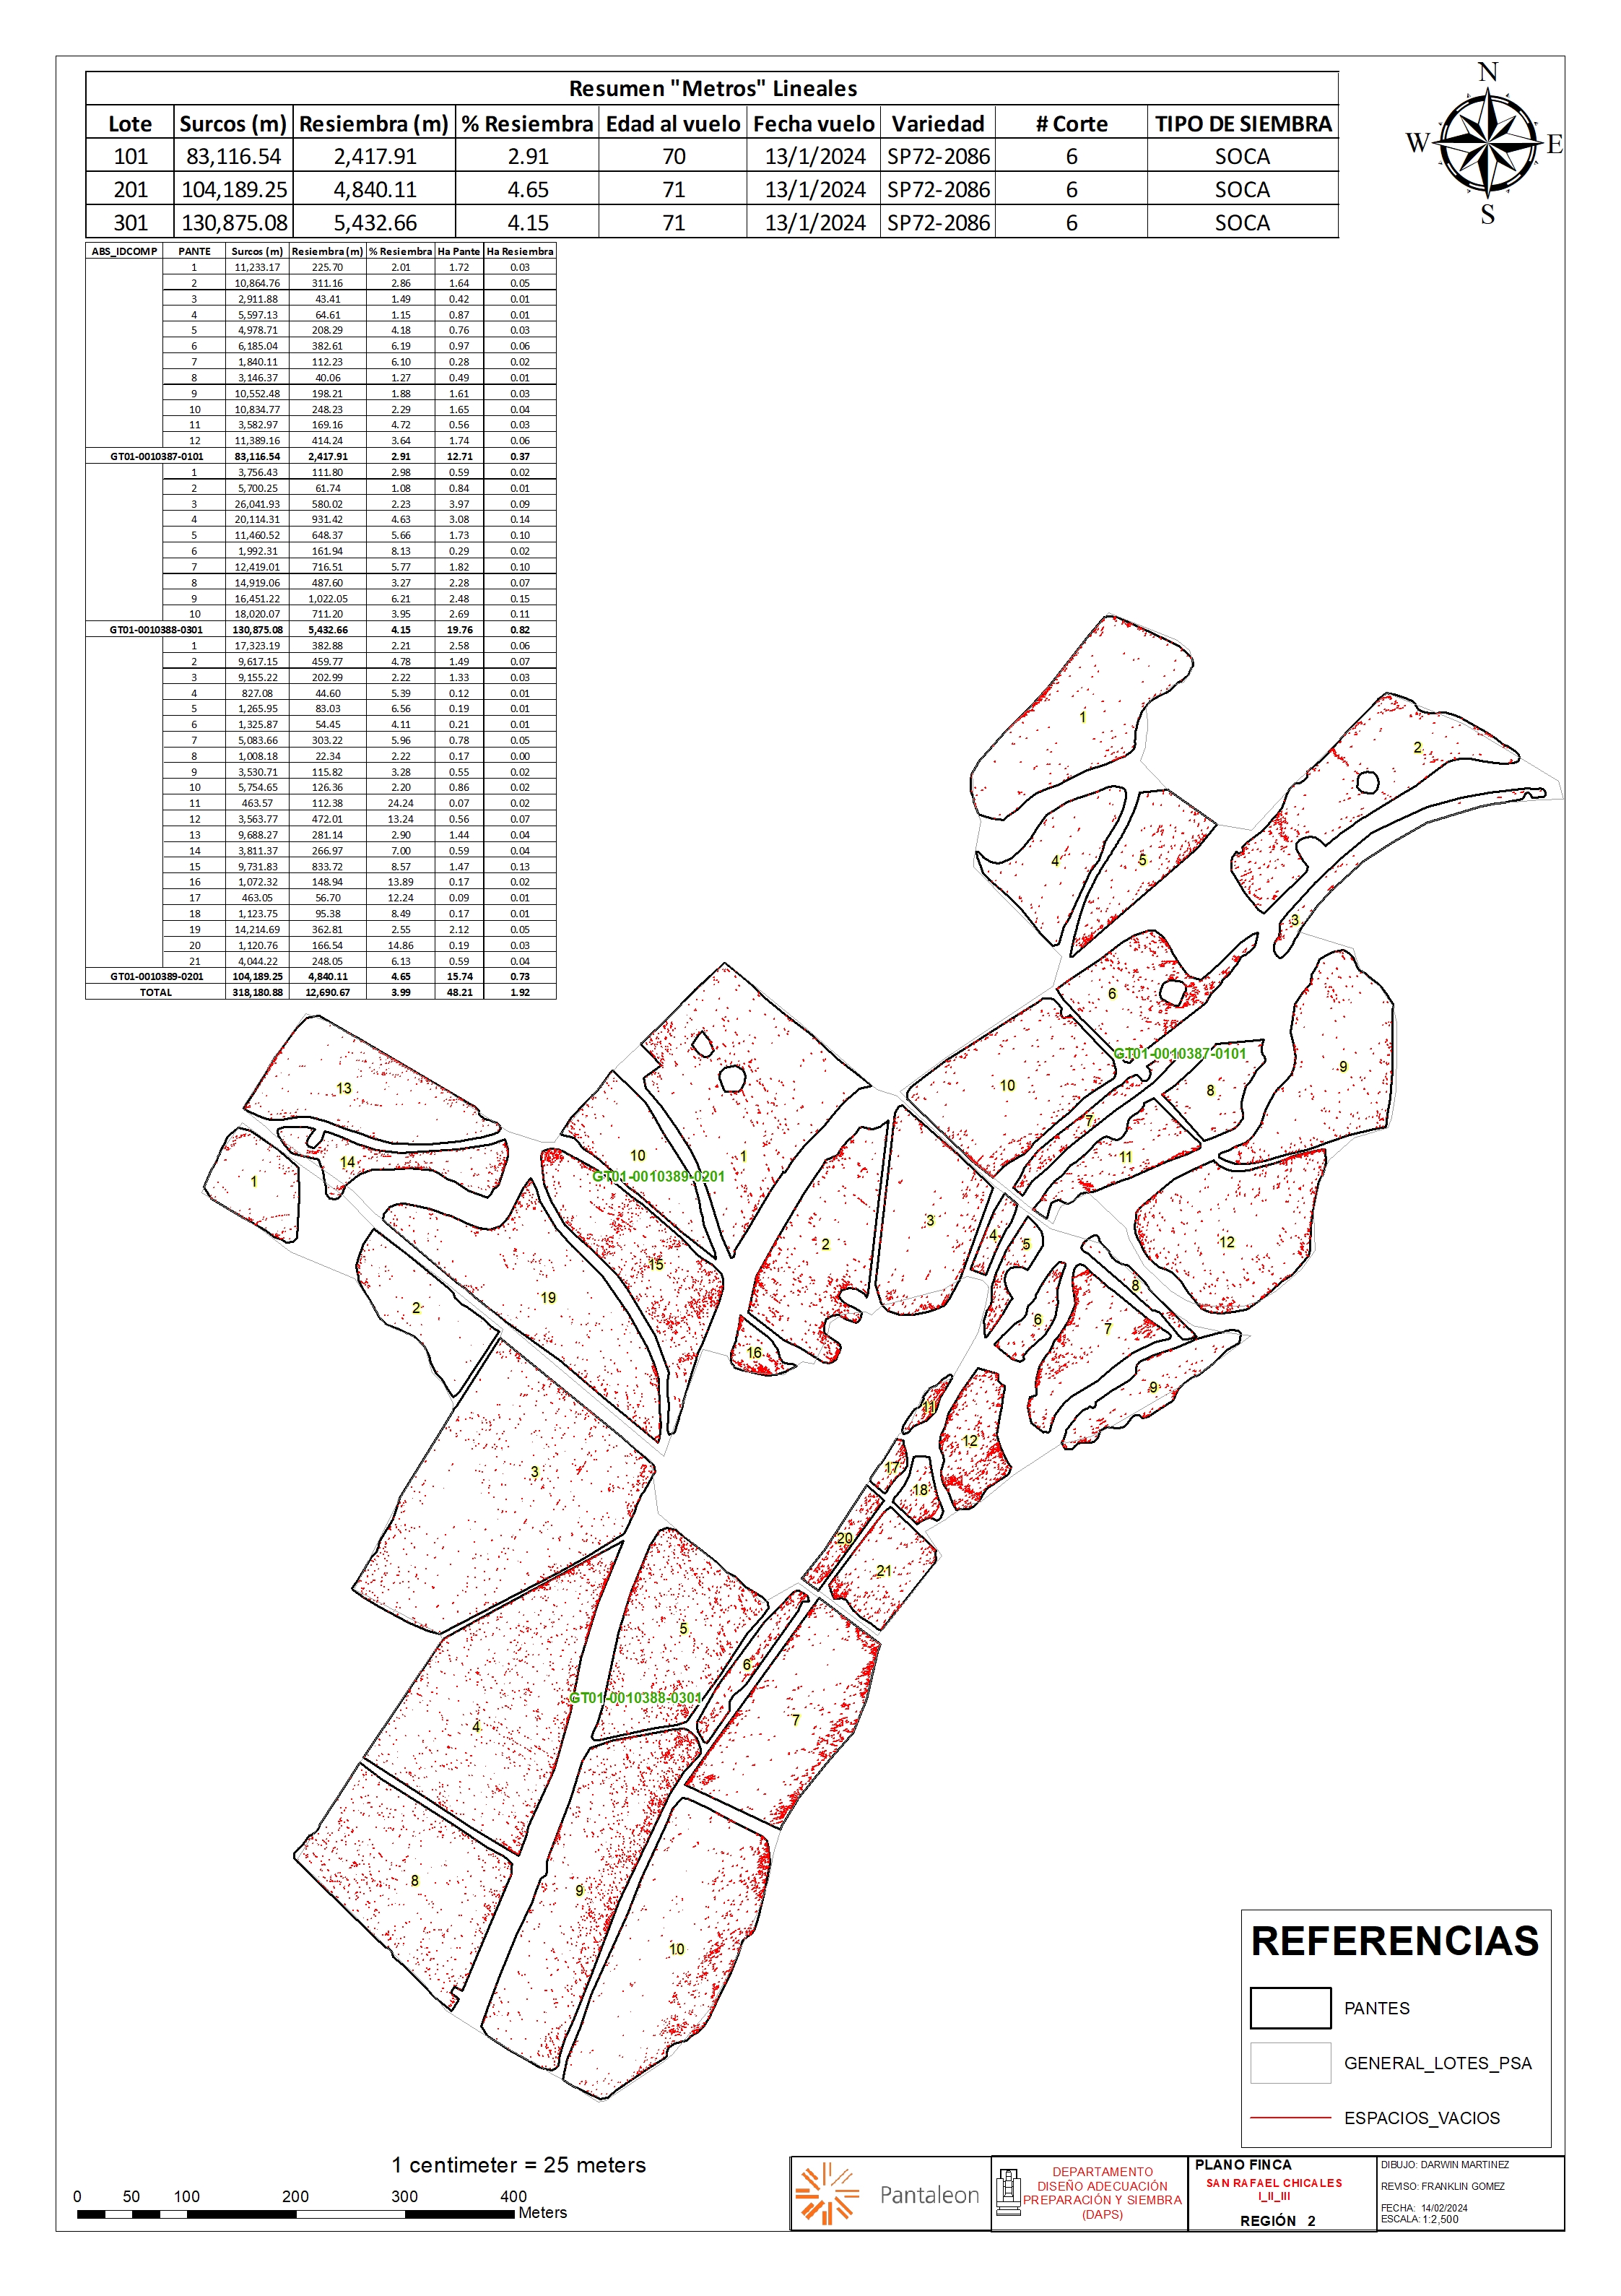 Resumen "Metros" Lineales
Lote Surcos (m) Resiembra (m) % Resiembra Edad al vuelo Fecha vuelo Variedad # Corte TIPO DE SIEMBRA
101 83,116.54 2,417.91 2.91 70 13/1/2024 SP72-2086 6 SOCA
201 104,189.25 4,840.11 4.65 71 13/1/2024 SP72-2086 6 SOCA
301 130,875.08 5,432.66 4.15 71 13/1/2024 SP72-2086 6 SOCA
N
W E
S
ABS_IDCOMP PANTE Surcos (m) Resiembra (m) % Resiembra Ha Pante Ha Resiembra
1 11,233.17 225.70 2.01 1.72 0.03
2 10,864.76 311.16 2.86 1.64 0.05
3 2,911.88 43.41 1.49 0.42 0.01
4 5,597.13 64.61 1.15 0.87 0.01
5 4,978.71 208.29 4.18 0.76 0.03
6 6,185.04 382.61 6.19 0.97 0.06
7 1,840.11 112.23 6.10 0.28 0.02
8 3,146.37 40.06 1.27 0.49 0.01
9 10,552.48 198.21 1.88 1.61 0.03
10 10,834.77 248.23 2.29 1.65 0.04
11 3,582.97 169.16 4.72 0.56 0.03
12 11,389.16 414.24 3.64 1.74 0.06
GT01-0010387-0101 83,116.54 2,417.91 2.91 12.71 0.37
1 3,756.43 111.80 2.98 0.59 0.02
2 5,700.25 61.74 1.08 0.84 0.01
3 26,041.93 580.02 2.23 3.97 0.09
4 20,114.31 931.42 4.63 3.08 0.14
5 11,460.52 648.37 5.66 1.73 0.10
6 1,992.31 161.94 8.13 0.29 0.02
7 12,419.01 716.51 5.77 1.82 0.10
8 14,919.06 487.60 3.27 2.28 0.07
9 16,451.22 1,022.05 6.21 2.48 0.15
10 18,020.07 711.20 3.95 2.69 0.11
GT01-0010388-0301 130,875.08 5,432.66 4.15 19.76 0.82
1 17,323.19 382.88 2.21 2.58 0.06
2 9,617.15 459.77 4.78 1.49 0.07
3 9,155.22 202.99 2.22 1.33 0.03
4 827.08 44.60 5.39 0.12 0.01
5 1,265.95 83.03 6.56 0.19 0.01
6 1,325.87 54.45 4.11 0.21 0.01
7 5,083.66 303.22 5.96 0.78 0.05
8 1,008.18 22.34 2.22 0.17 0.00
9 3,530.71 115.82 3.28 0.55 0.02
10 5,754.65 126.36 2.20 0.86 0.02
11 463.57 112.38 24.24 0.07 0.02
12 3,563.77 472.01 13.24 0.56 0.07
13 9,688.27 281.14 2.90 1.44 0.04
14 3,811.37 266.97 7.00 0.59 0.04
15 9,731.83 833.72 8.57 1.47 0.13
16 1,072.32 148.94 13.89 0.17 0.02
17 463.05 56.70 12.24 0.09 0.01
18 1,123.75 95.38 8.49 0.17 0.01
19 14,214.69 362.81 2.55 2.12 0.05
20 1,120.76 166.54 14.86 0.19 0.03
21 4,044.22 248.05 6.13 0.59 0.04
GT01-0010389-0201 104,189.25 4,840.11 4.65 15.74 0.73
TOTAL 318,180.88 12,690.67 3.99 48.21 1.92
1
2
4
5
3
6
GT01-0010387-0101
9
10
8
7
11
12
13
14
1
10
1
GT01-0010389-0201
2
3
4
5
15
19
2
16
6
7
8
9
11
12
3
17
18
20
21
5
6
GT01-0010388-0301
7
4
8
9
10
REFERENCIAS
PANTES
GENERAL_LOTES_PSA
ESPACIOS_VACIOS
1 centimeter = 25 meters
0 50 100 200 300 400
Meters
Pantaleon
DEPARTAMENTO
DISEÑO ADECUACIÓN
PREPARACIÓN Y SIEMBRA
(DAPS)
PLANO FINCA
SAN RAFAEL CHICALES
I_II_III
REGIÓN 2
DIBUJO: DARWIN MARTINEZ
REVISO: FRANKLIN GOMEZ
FECHA: 14/02/2024
ESCALA: 1:2,500